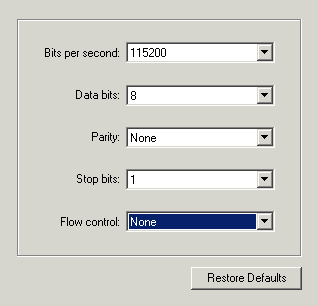 Bits per second: 115200
Data bits: 8
Parity: None
Stop bits: 1
Flow control: None
Restore Defaults